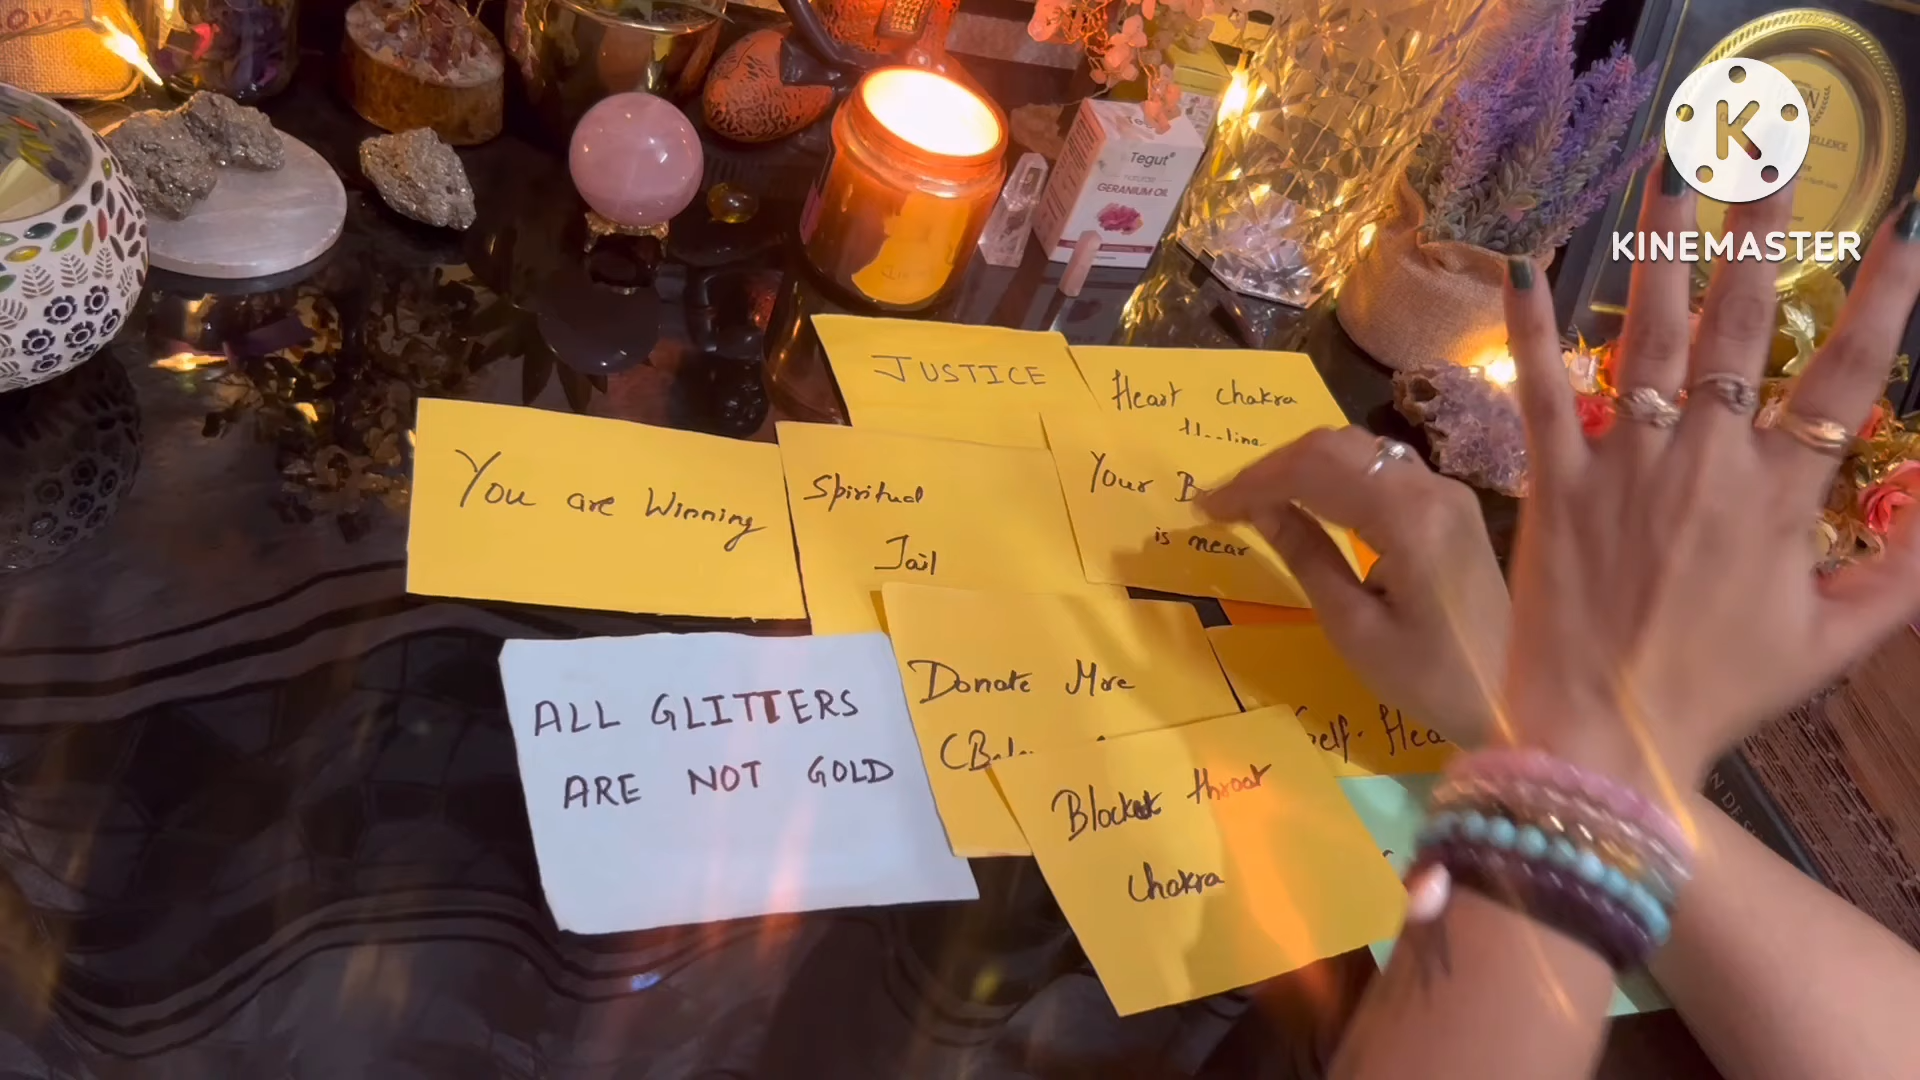 Tegut®
natural
GERANIUM OIL
KINEMASTER
JUSTICE
Heart chakra
You are Winning
Spiritual
Jail
Your
is near
Donate More
ALL GLITTERS
ARE NOT GOLD
Self-
throat
chakra